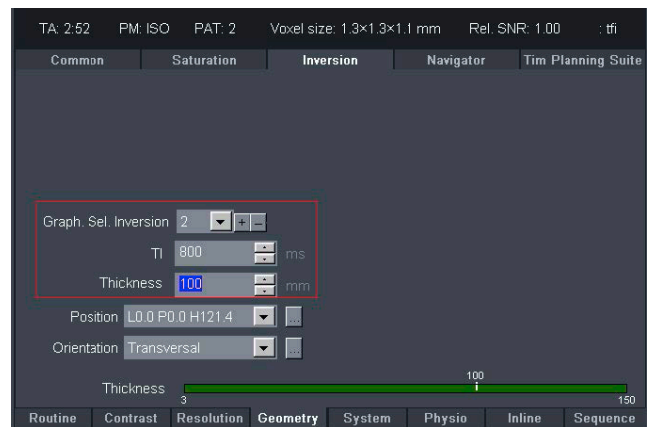 TA: 2:52 PM: ISO PAT: 2 Voxel size: 1.3×1.3×1.1 mm Rel. SNR: 1.00 : tfi
Common Saturation Inversion Navigator Tim Planning Suite
Graph. Sel. Inversion 2 + –
TI 800 ms
Thickness 100 mm
Position L0.0 P0.0 H121.4 ...
Orientation Transversal ...
100
Thickness
3 150
Routine Contrast Resolution Geometry System Physio Inline Sequence